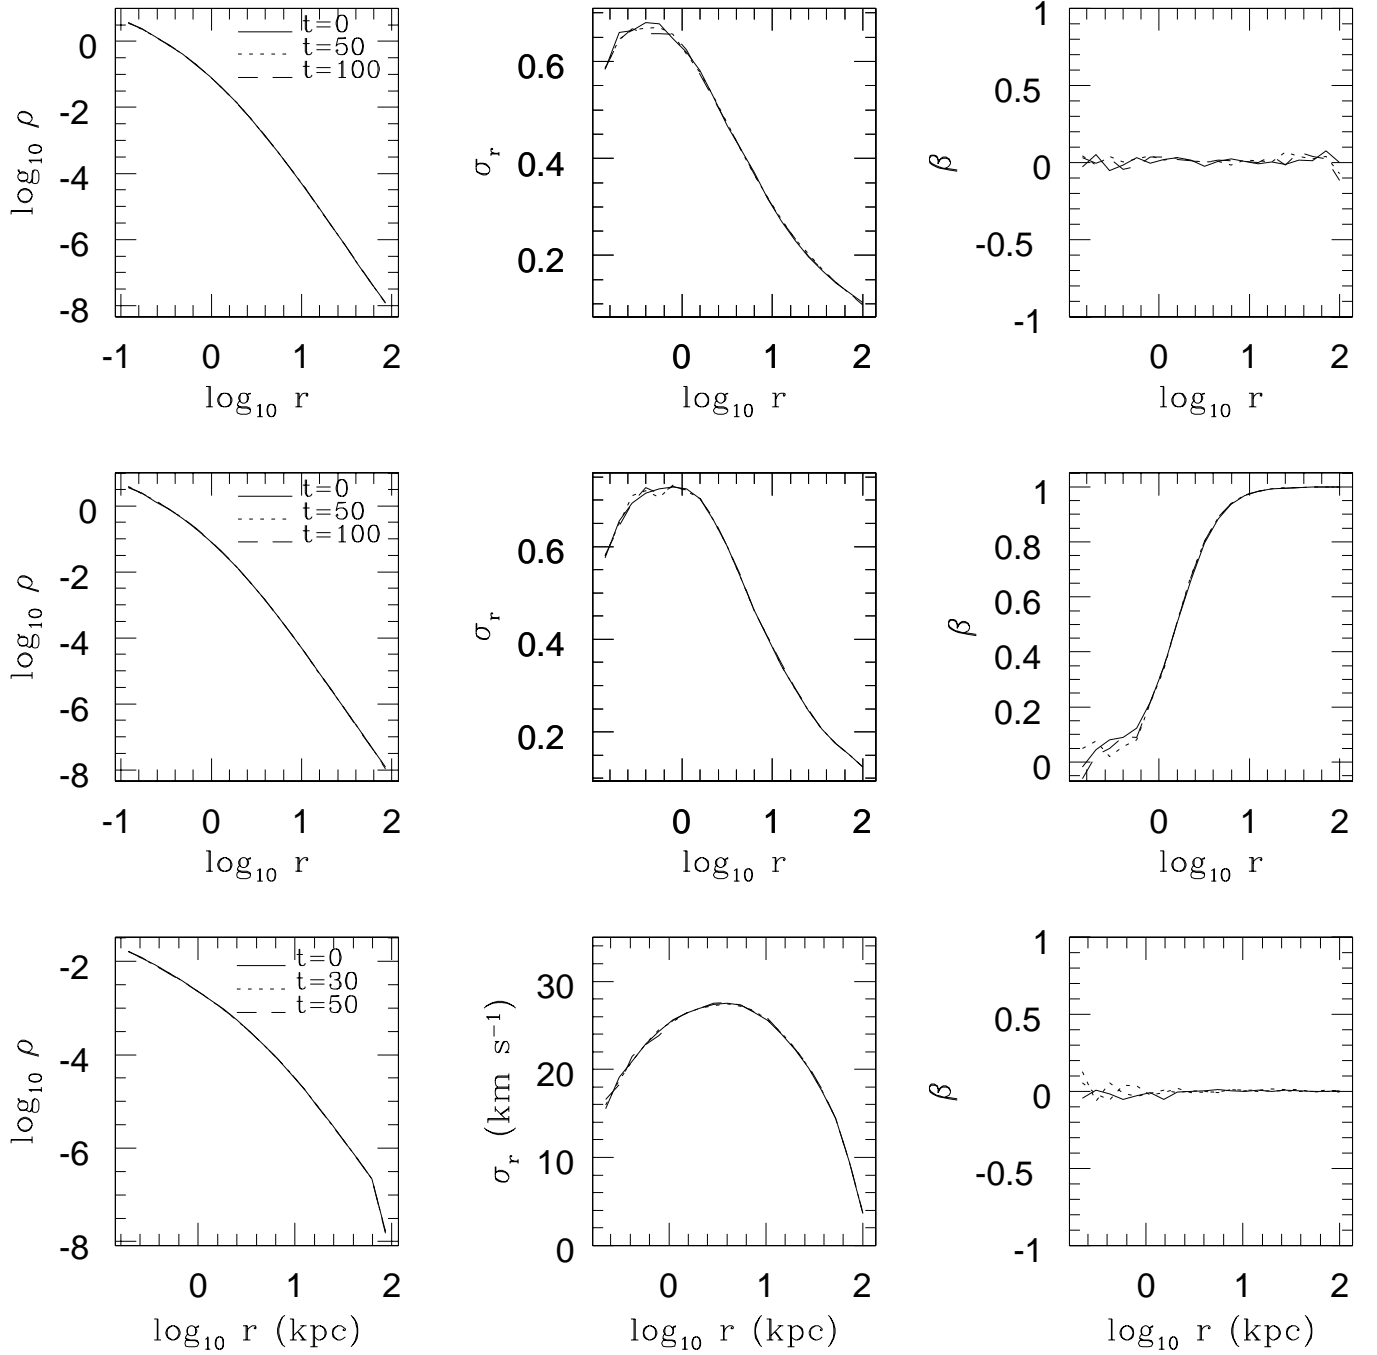 t=0
t=50
t=100
0
-2
-4
-6
-8
-1 0 1 2
log₁₀ ρ
log₁₀ r
0.6
0.4
0.2
0 1 2
σᵣ
log₁₀ r
1
0.5
0
-0.5
-1
0 1 2
β
log₁₀ r
t=0
t=50
t=100
0
-2
-4
-6
-8
-1 0 1 2
log₁₀ ρ
log₁₀ r
0.6
0.4
0.2
0 1 2
σᵣ
log₁₀ r
1
0.8
0.6
0.4
0.2
0
0 1 2
β
log₁₀ r
t=0
t=30
t=50
-2
-4
-6
-8
0 1 2
log₁₀ ρ
log₁₀ r (kpc)
30
20
10
0
0 1 2
σᵣ (km s⁻¹)
log₁₀ r (kpc)
1
0.5
0
-0.5
-1
0 1 2
β
log₁₀ r (kpc)